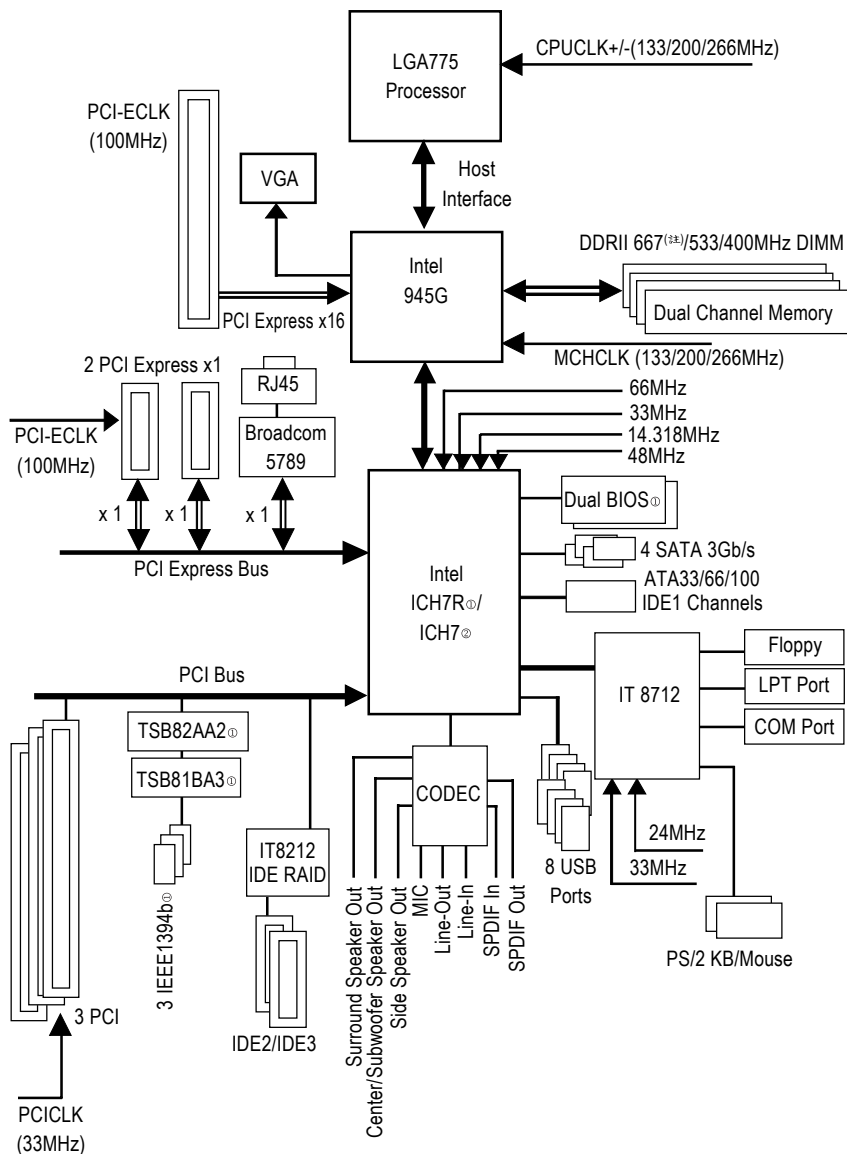 LGA775
Processor
CPUCLK+/-(133/200/266MHz)
PCI-ECLK
(100MHz)
VGA
Host
Interface
Intel
945G
DDRII 667(註)/533/400MHz DIMM
Dual Channel Memory
PCI Express x16
MCHCLK (133/200/266MHz)
2 PCI Express x1
RJ45
Broadcom
5789
PCI-ECLK
(100MHz)
66MHz
33MHz
14.318MHz
48MHz
x 1
x 1
x 1
PCI Express Bus
Intel
ICH7R①/
ICH7②
Dual BIOS①
4 SATA 3Gb/s
ATA33/66/100
IDE1 Channels
PCI Bus
IT 8712
Floppy
LPT Port
COM Port
TSB82AA2①
TSB81BA3①
CODEC
IT8212
IDE RAID
24MHz
33MHz
8 USB
Ports
PS/2 KB/Mouse
3 PCI
3 IEEE1394b①
IDE2/IDE3
Surround Speaker Out
Center/Subwoofer Speaker Out
Side Speaker Out
MIC
Line-Out
Line-In
SPDIF In
SPDIF Out
PCICLK
(33MHz)